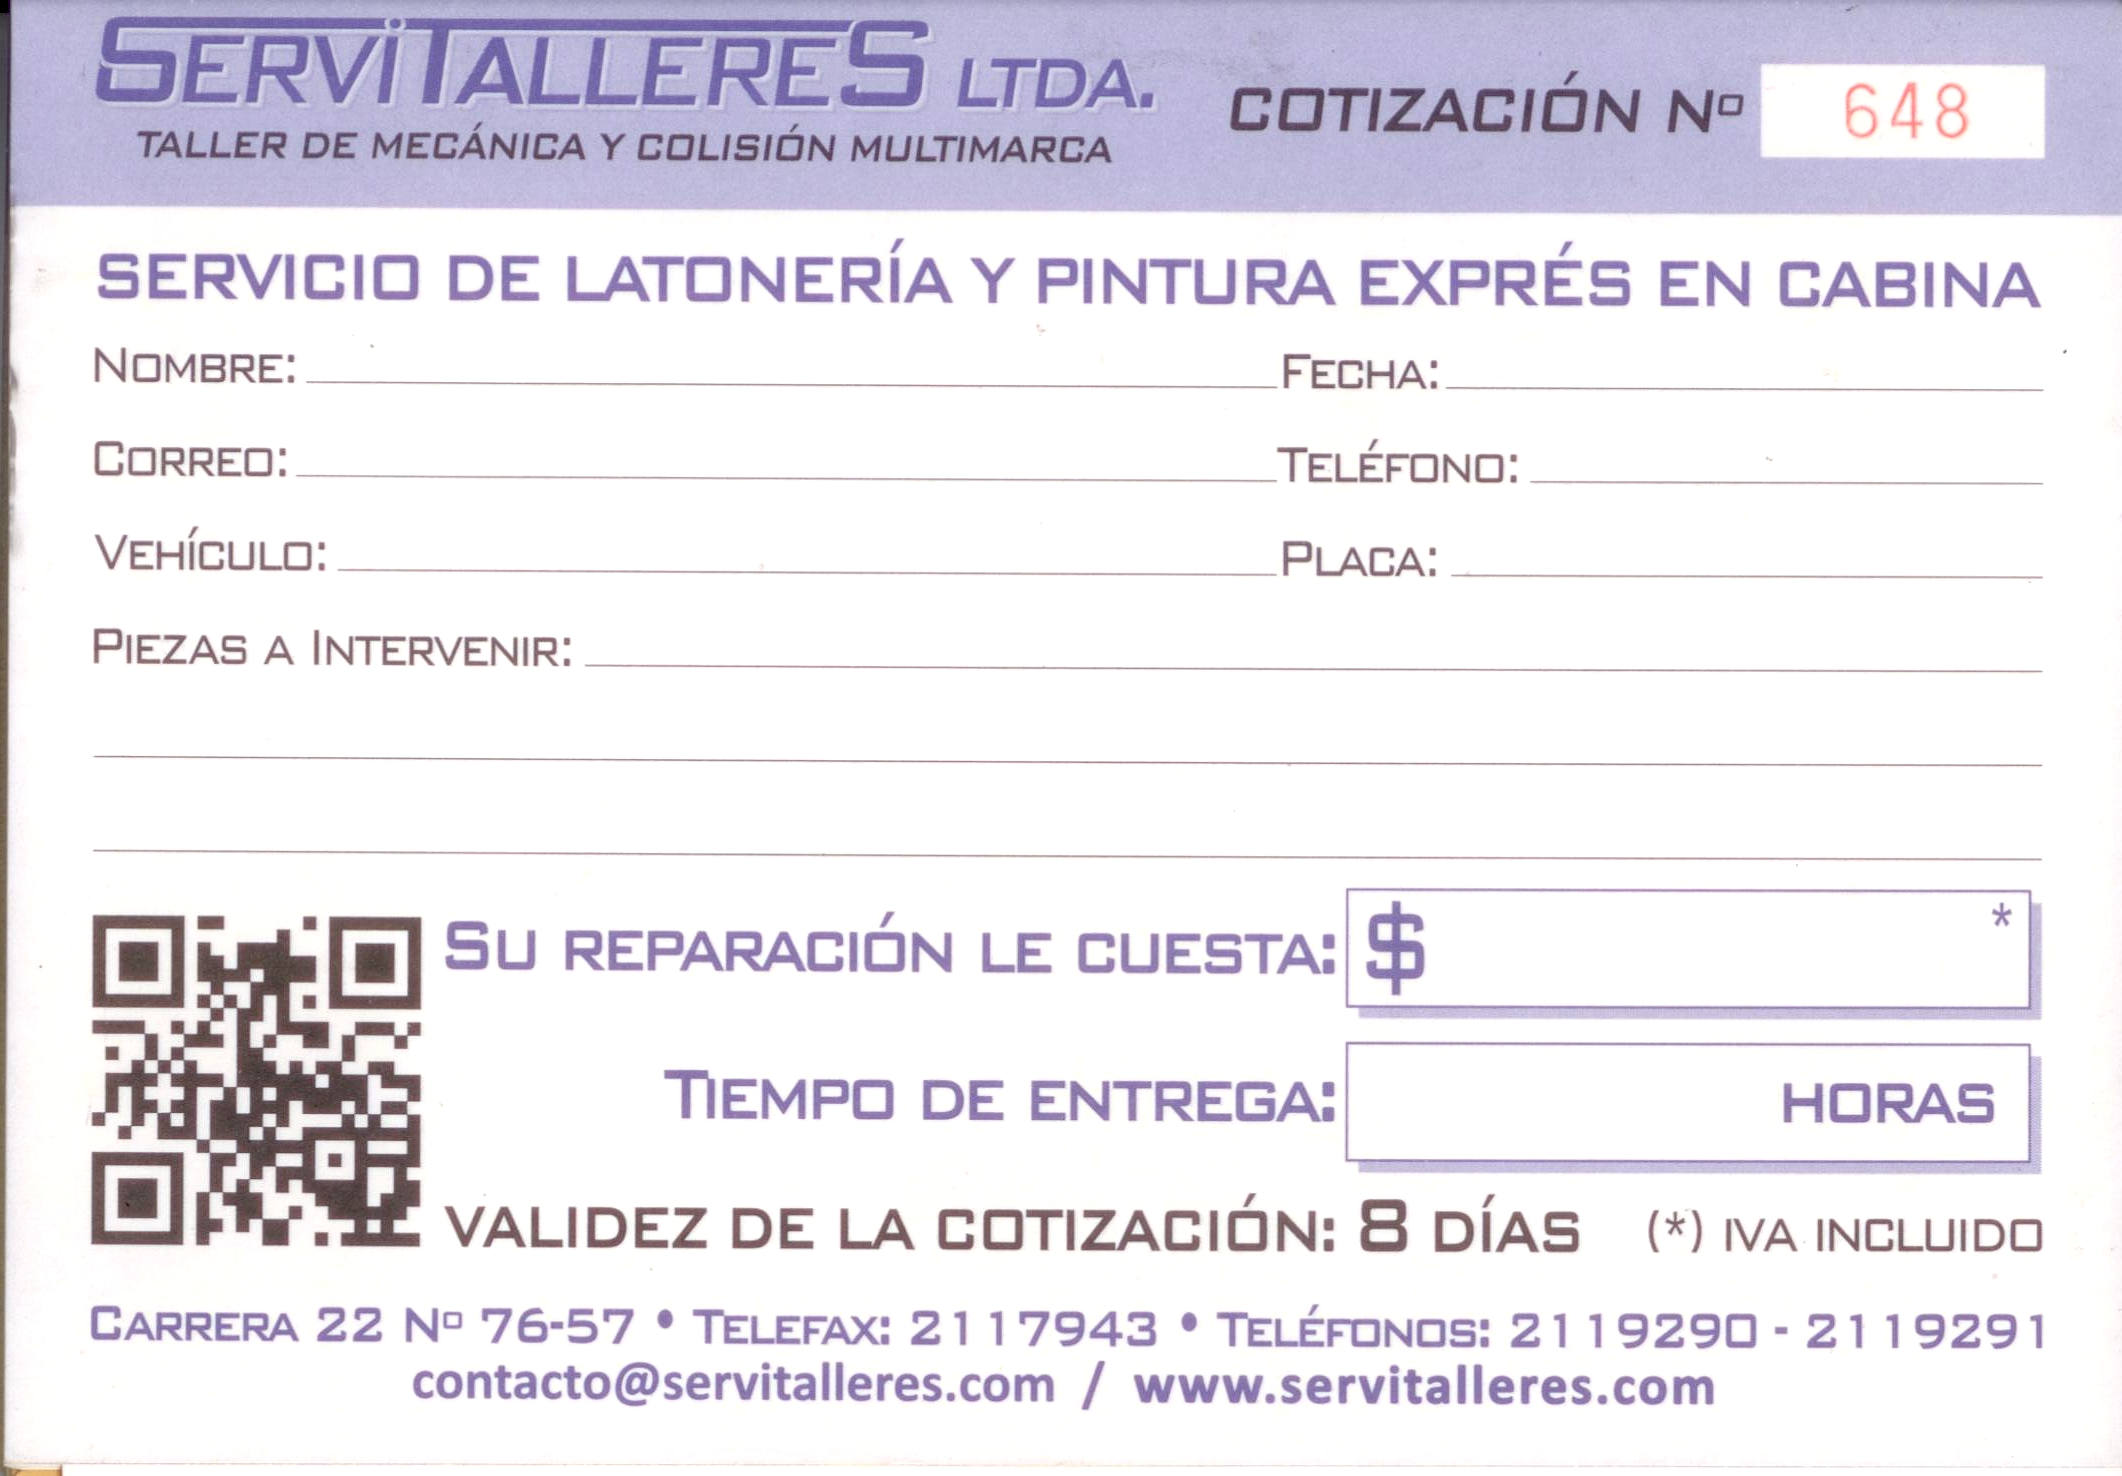 SERVITALLERES LTDA.
TALLER DE MECÁNICA Y COLISIÓN MULTIMARCA
COTIZACIÓN Nº 648
SERVICIO DE LATONERÍA Y PINTURA EXPRÉS EN CABINA
NOMBRE: FECHA:
CORREO: TELÉFONO:
VEHÍCULO: PLACA:
PIEZAS A INTERVENIR:
SU REPARACIÓN LE CUESTA: $ *
TIEMPO DE ENTREGA: HORAS
VALIDEZ DE LA COTIZACIÓN: 8 DÍAS (*) IVA INCLUIDO
CARRERA 22 Nº 76-57 • TELEFAX: 2117943 • TELÉFONOS: 2119290 - 2119291
contacto@servitalleres.com / www.servitalleres.com